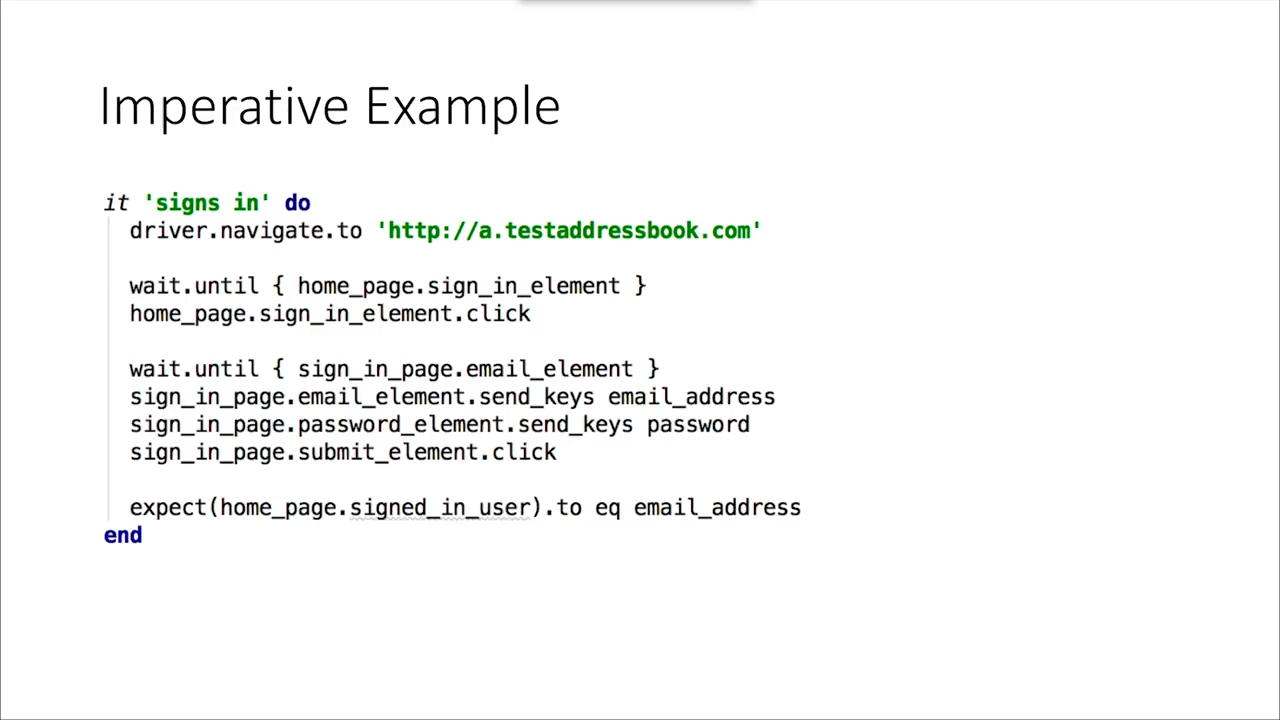 Imperative Example
it 'signs in' do
driver.navigate.to 'http://a.testaddressbook.com'
wait.until { home_page.sign_in_element }
home_page.sign_in_element.click
wait.until { sign_in_page.email_element }
sign_in_page.email_element.send_keys email_address
sign_in_page.password_element.send_keys password
sign_in_page.submit_element.click
expect(home_page.signed_in_user).to eq email_address
end